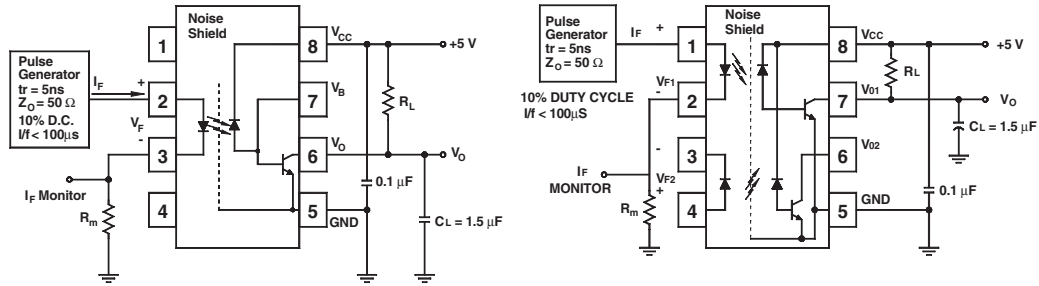 Noise
Shield
Pulse
Generator
tr = 5ns
ZO = 50 Ω
10% D.C.
I/f < 100μs
IF
+
VF
-
1
2
3
4
8
7
6
5
VCC
VB
VO
GND
+5 V
RL
VO
0.1 μF
CL = 1.5 μF
IF Monitor
Rm
Pulse
Generator
tr = 5ns
ZO = 50 Ω
IF
+
10% DUTY CYCLE
I/f < 100μS
VF1
-
-
VF2
+
IF
MONITOR
Rm
Noise
Shield
1
2
3
4
8
7
6
5
VCC
V01
V02
GND
+5 V
RL
VO
CL = 1.5 μF
0.1 μF